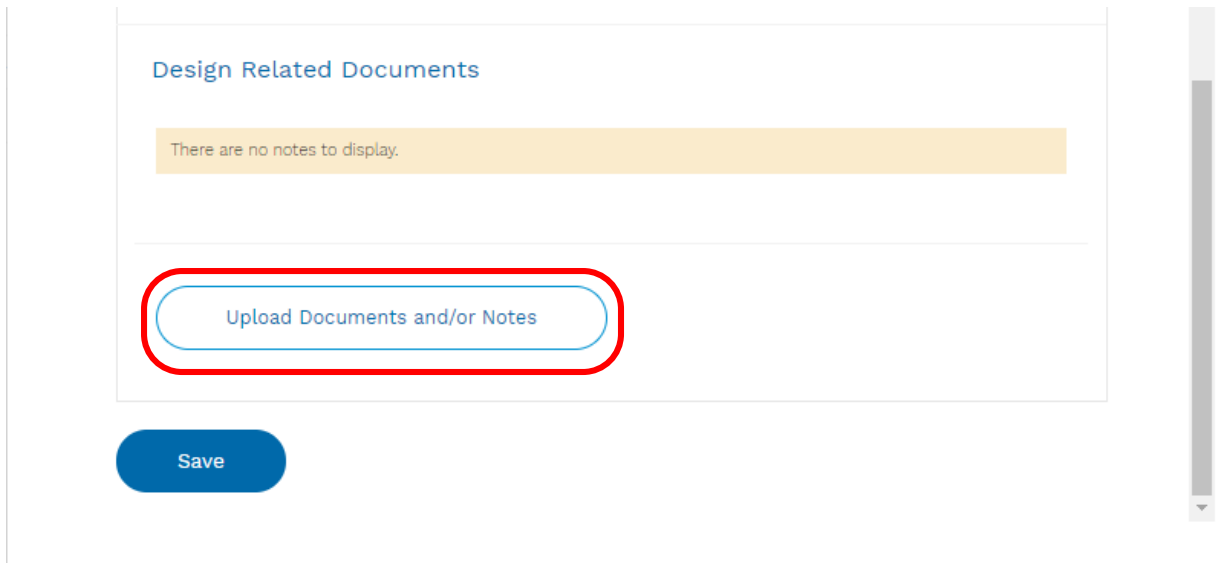 Design Related Documents
There are no notes to display.
Upload Documents and/or Notes
Save